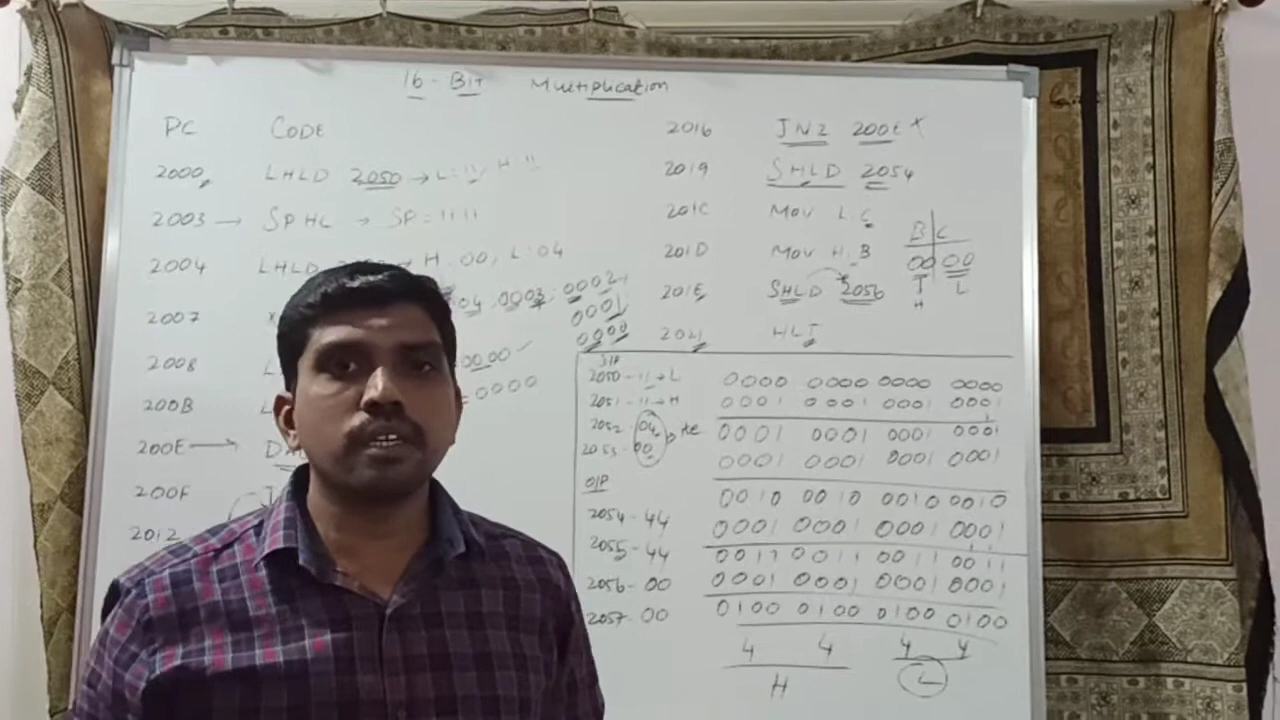 16-BIT Multiplication
PC CODE
2000, LHLD 2050 → L:11, H 11
2003 → SPHL → SP = 1111
2004 LHLD → H:00, L:04
2007 04, 0003, 0002,
0001
0000
2008 0000
200B = 0000
200E → D
200F
2012
2016 JNZ 200E
2019 SHLD 2054
201C MOV L C
201D MOV H, B
201E SHLD 2056
2021 HLT
B C
00 00
H L
I/P
2050 - 11 → L
2051 - 11 → H
2052 - 04
2053 - 00
O/P
2054 - 44
2055 - 44
2056 - 00
2057 - 00
0000 0000 0000 0000
0001 0001 0001 0001
1
0001 0001 0001 0001
0001 0001 0001 0001
0010 0010 0010 0010
0001 0001 0001 0001
0011 0011 0011 0011
0001 0001 0001 0001
0100 0100 0100 0100
4 4 4 4
H L